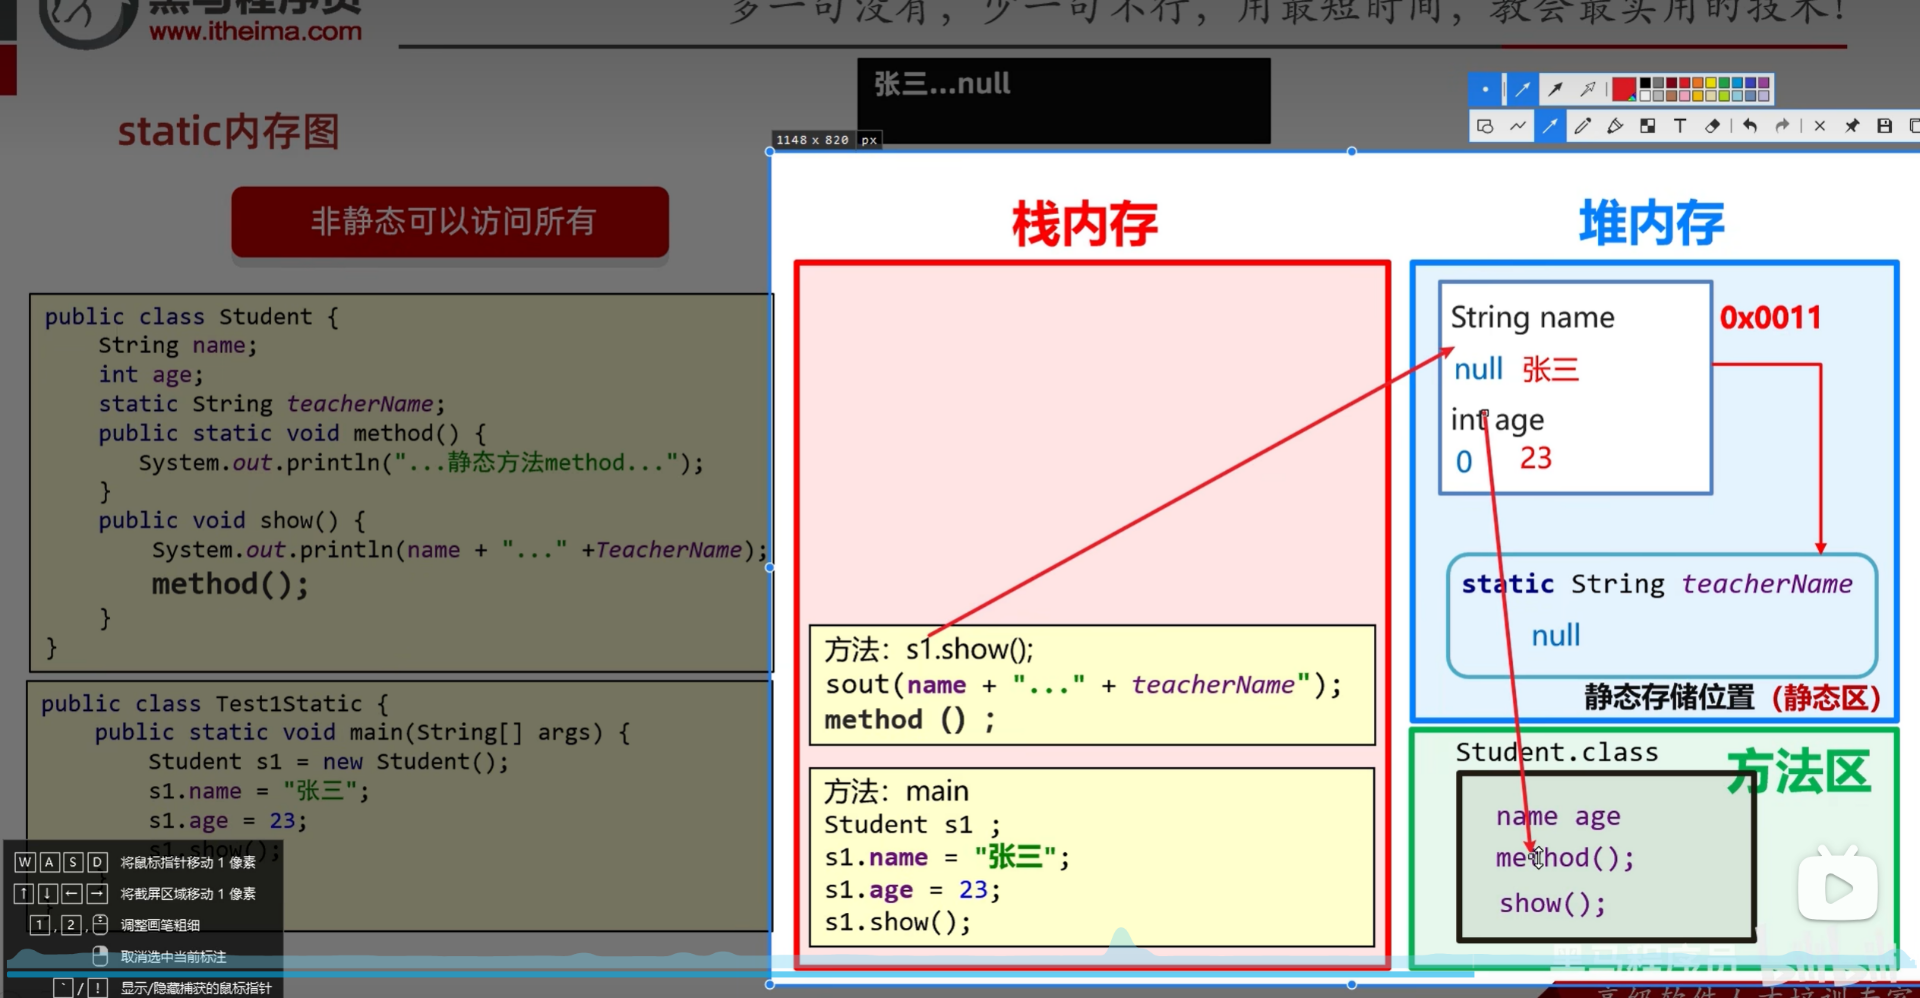 黑马程序员
www.itheima.com
多一句没有，少一句不行，用最短时间，教会最实用的技术！
张三...null
static内存图
1148 x 820 px
非静态可以访问所有
public class Student {
String name;
int age;
static String teacherName;
public static void method() {
System.out.println("...静态方法method...");
}
public void show() {
System.out.println(name + "..." +TeacherName);
method();
}
}
public class Test1Static {
public static void main(String[] args) {
Student s1 = new Student();
s1.name = "张三";
s1.age = 23;
s1.show();
W A S D 将鼠标指针移动 1 像素
↑ ↓ ← → 将截屏区域移动 1 像素
1 , 2 , 调整画笔粗细
取消选中当前标注
` / ! 显示/隐藏捕获的鼠标指针
栈内存
方法：s1.show();
sout(name + "..." + teacherName");
method () ;
方法：main
Student s1 ;
s1.name = "张三";
s1.age = 23;
s1.show();
堆内存
String name
0x0011
null 张三
int age
0 23
static String teacherName
null
静态存储位置（静态区）
Student.class
方法区
name age
method();
show();